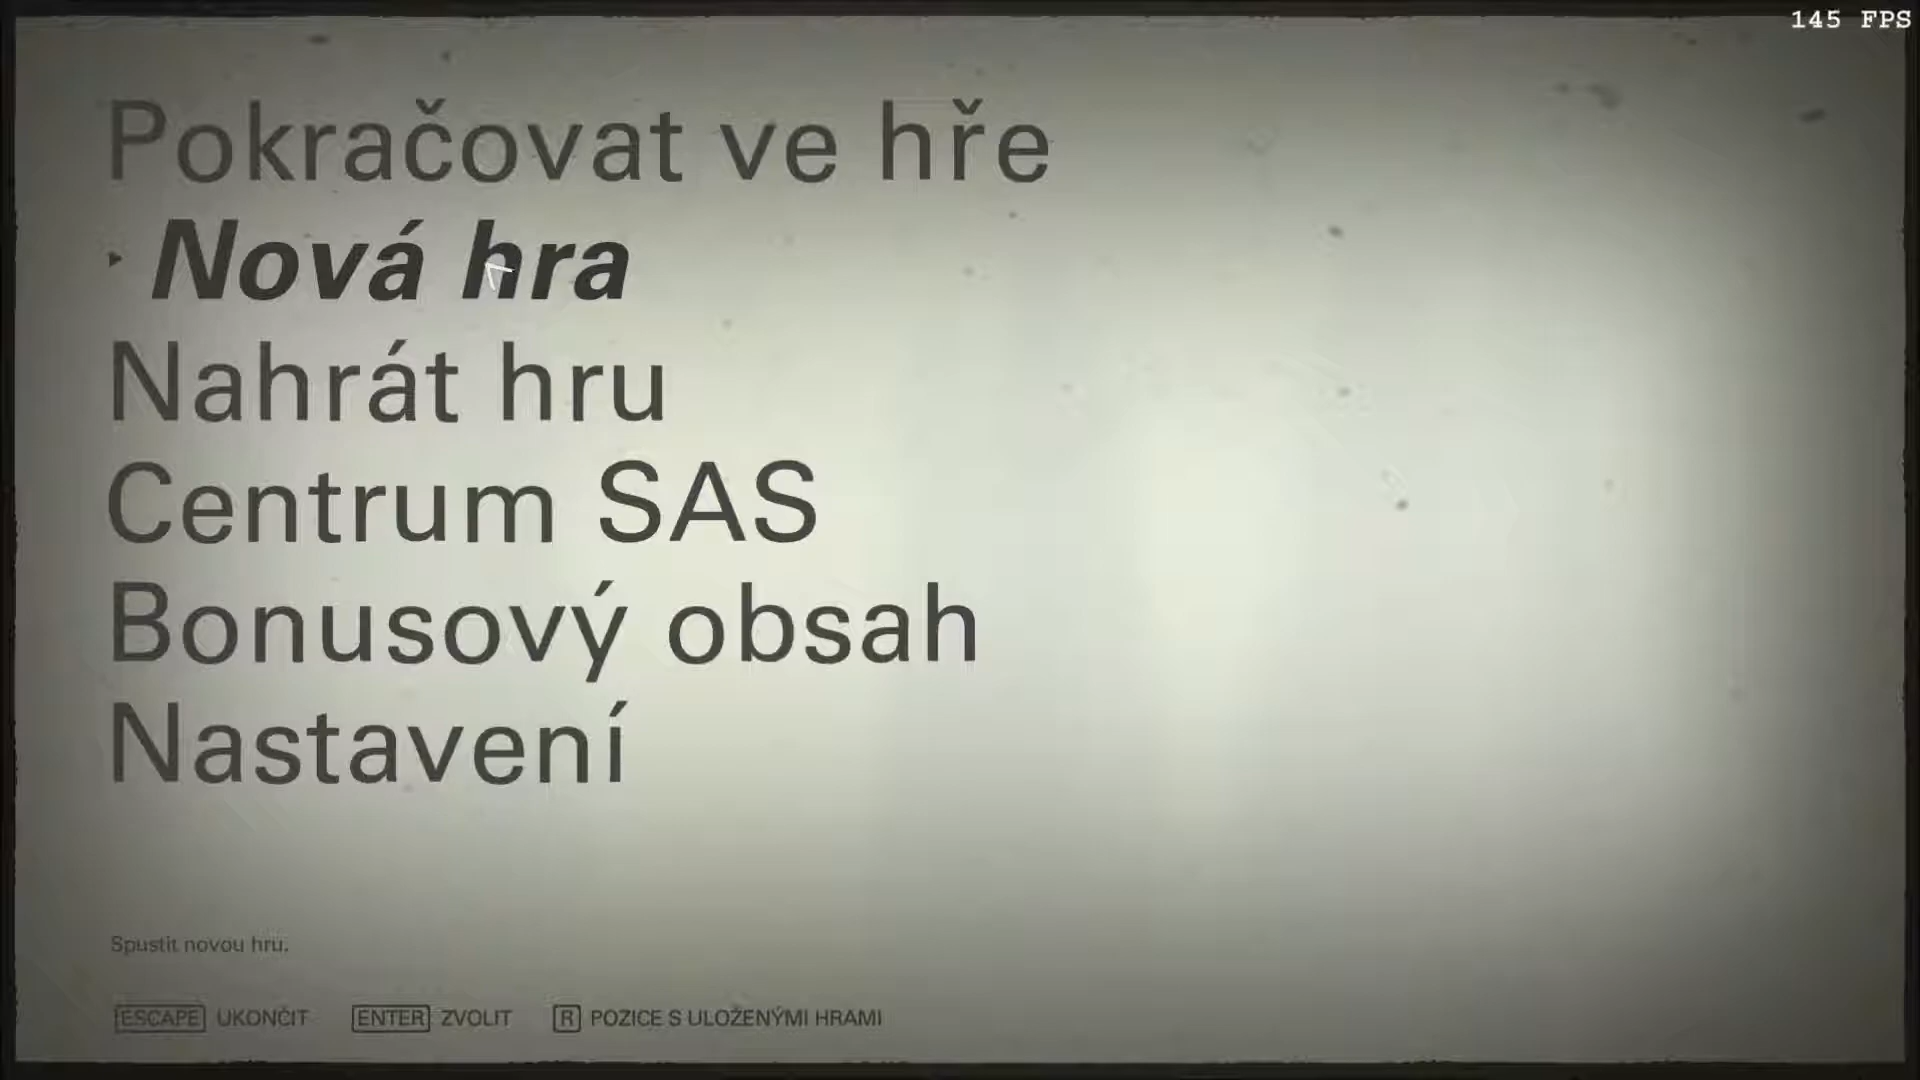 145 FPS
Pokračovat ve hře
Nová hra
Nahrát hru
Centrum SAS
Bonusový obsah
Nastavení
Spustit novou hru.
ESCAPE UKONČIT ENTER ZVOLIT R POZICE S ULOŽENÝMI HRAMI